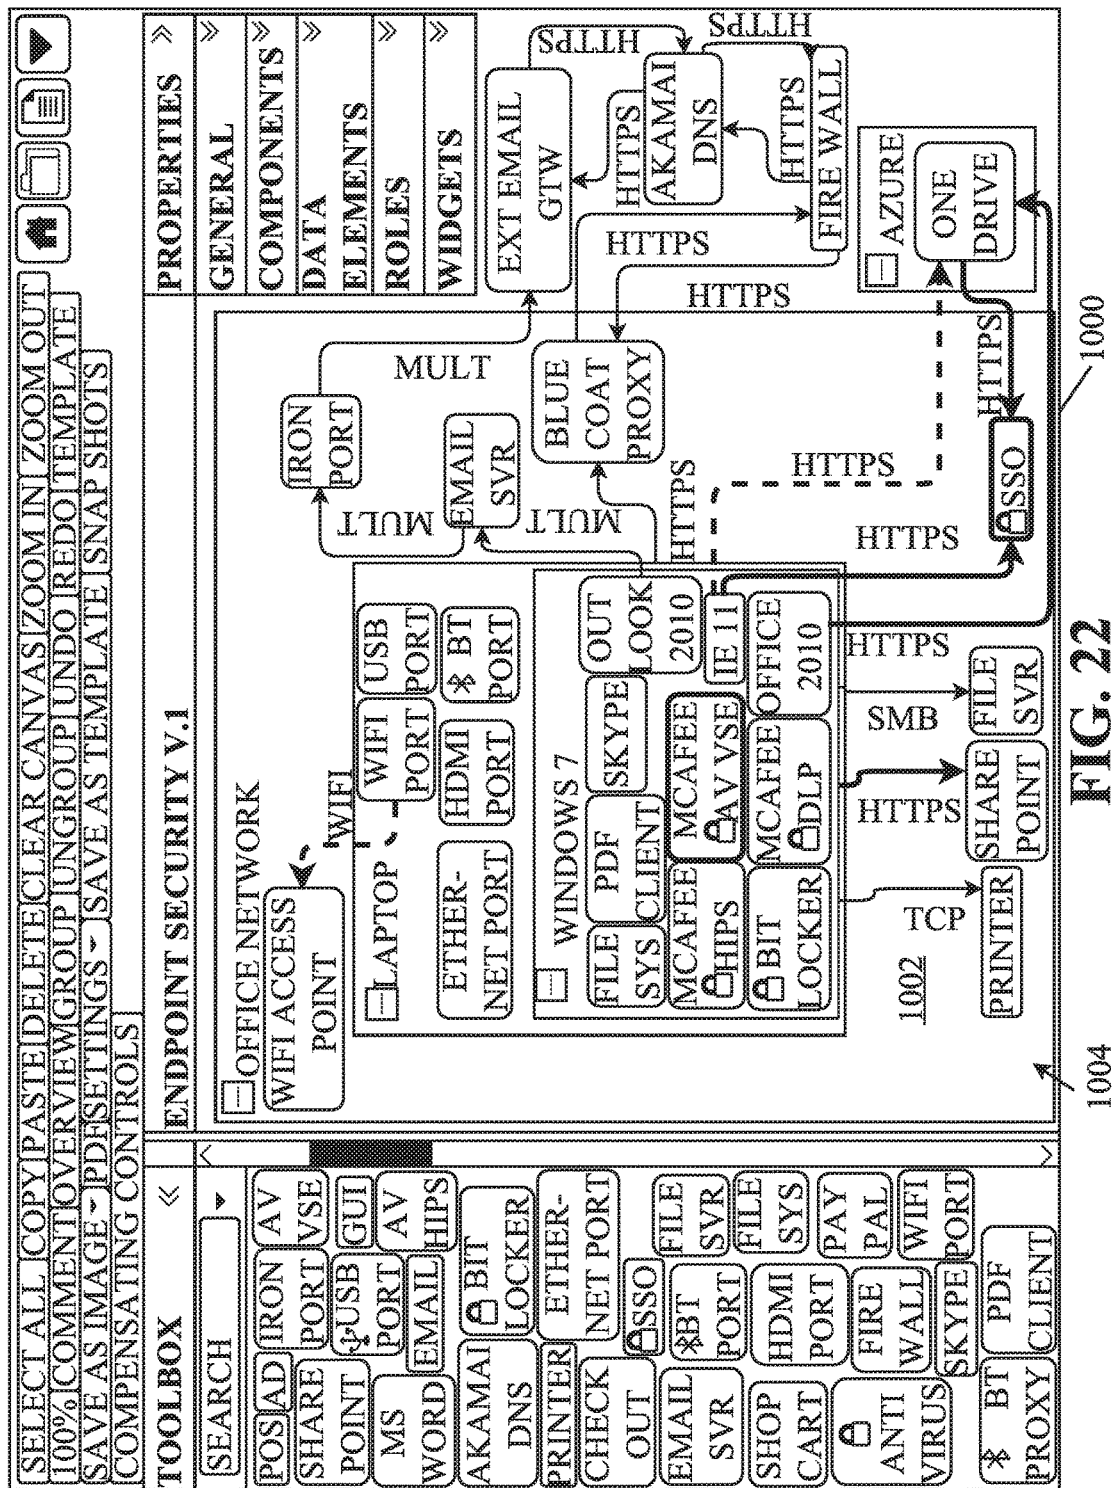 SELECT ALL COPY PASTE DELETE CLEAR CANVAS ZOOM IN ZOOM OUT
100% COMMENT OVERVIEW GROUP UNGROUP UNDO REDO TEMPLATE
SAVE AS IMAGE - PDF SETTINGS - SAVE AS TEMPLATE SNAP SHOTS
COMPENSATING CONTROLS
TOOLBOX
SEARCH
POS
AD
IRON
PORT
AV
VSE
SHARE
POINT
USB
PORT
GUI
MS
WORD
EMAIL
AV
HIPS
AKAMAI
DNS
BIT
LOCKER
PRINTER
ETHER-
NET PORT
CHECK
OUT
SSO
FILE
SVR
EMAIL
SVR
BT
PORT
FILE
SYS
SHOP
CART
HDMI
PORT
PAY
PAL
ANTI
VIRUS
FIRE
WALL
WIFI
PORT
SKYPE
BT
PROXY
PDF
CLIENT
ENDPOINT SECURITY V.1
PROPERTIES
GENERAL
COMPONENTS
DATA
ELEMENTS
ROLES
WIDGETS
OFFICE NETWORK
WIFI ACCESS
POINT
WIFI
LAPTOP
WIFI
PORT
USB
PORT
ETHER-
NET PORT
HDMI
PORT
BT
PORT
WINDOWS 7
FILE
SYS
PDF
CLIENT
SKYPE
OUT
LOOK
2010
MCAFEE
HIPS
MCAFEE
AV VSE
IE 11
BIT
LOCKER
MCAFEE
DLP
OFFICE
2010
IRON
PORT
MULT
EMAIL
SVR
MULT
MULT
BLUE
COAT
PROXY
HTTPS
EXT EMAIL
GTW
HTTPS
AKAMAI
DNS
HTTPS
HTTPS
HTTPS
FIRE WALL
HTTPS
HTTPS
AZURE
ONE
DRIVE
HTTPS
HTTPS
SSO
HTTPS
HTTPS
TCP
PRINTER
HTTPS
SHARE
POINT
SMB
FILE
SVR
1002
1004
1000
FIG. 22